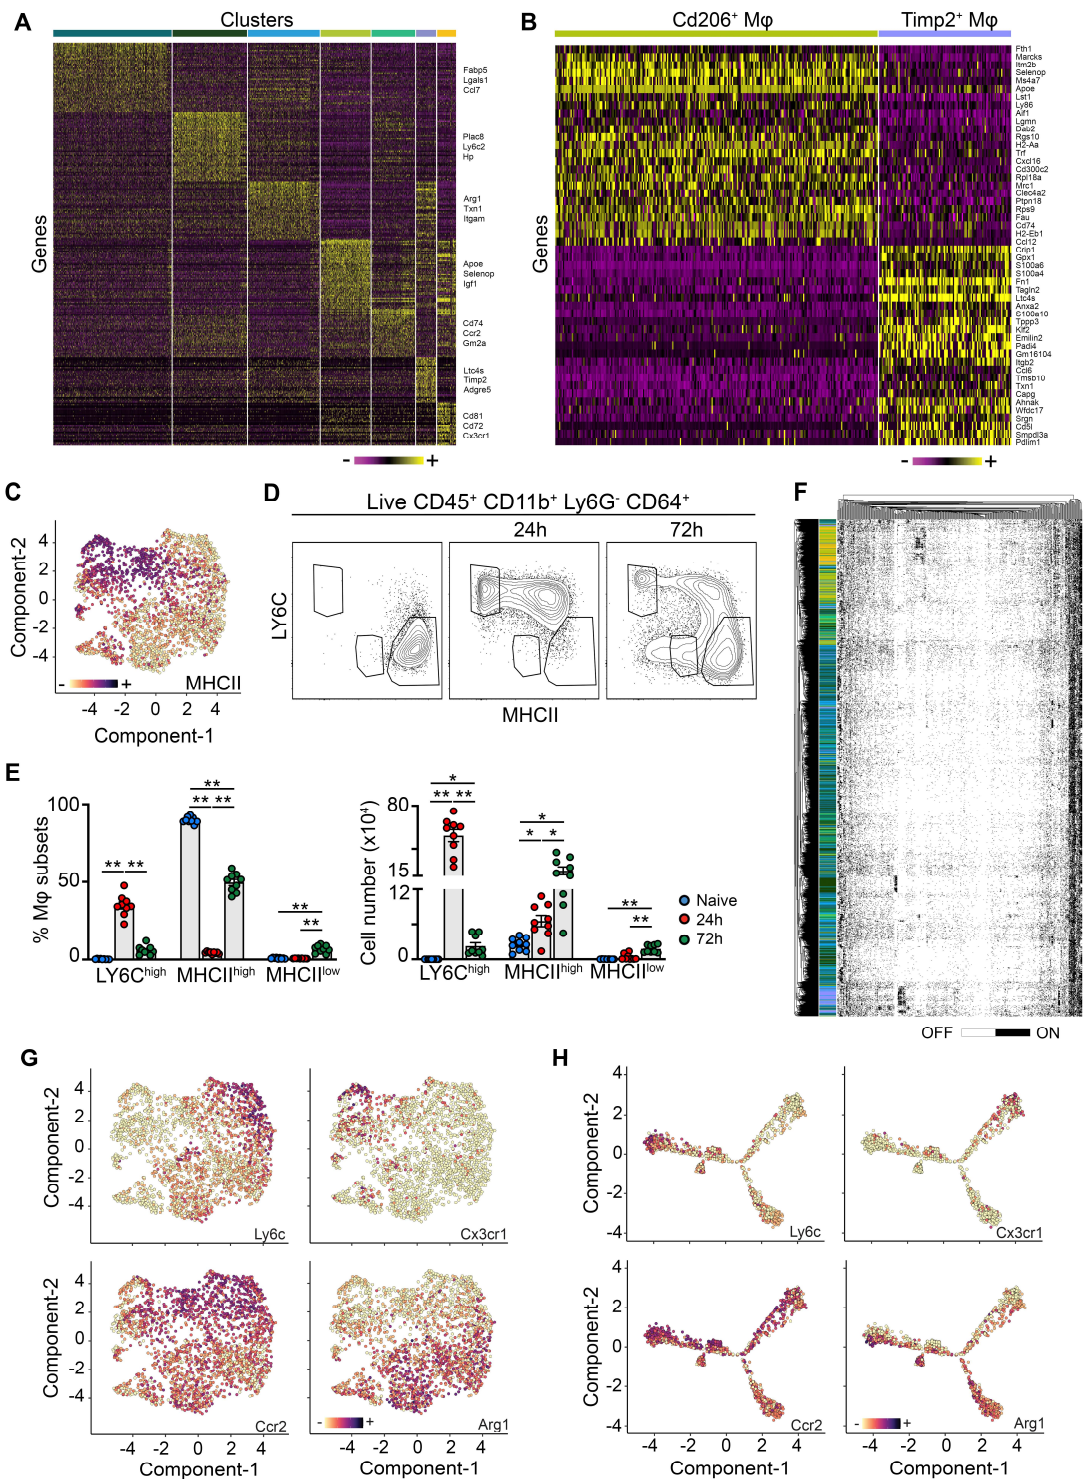 A
Clusters
Genes
Fabp5
Lgals1
Ccl7
Plac8
Ly6c2
Hp
Arg1
Txn1
Itgam
Apoe
Selenop
Igf1
Cd74
Ccr2
Gm2a
Ltc4s
Timp2
Adgre5
Cd81
Cd72
Cx3cr1
- +
B
Cd206+ Mφ
Timp2+ Mφ
Genes
Fth1
Marcks
Itm2b
Selenop
Ms4a7
Apoe
Lst1
Ly86
Aif1
Lgmn
Dab2
Rgs10
H2-Aa
Trf
Cxcl16
Cd300c2
Rpl18a
Mrc1
Clec4a2
Ptpn18
Rps9
Fau
Cd74
H2-Eb1
Ccl12
Crip1
Gpx1
S100a6
S100a4
Fn1
Tagln2
Ltc4s
Anxa2
S100a10
Tppp3
Klf2
Emilin2
Padi4
Gm16104
Itgb2
Ccl6
Tmsb10
Txn1
Capg
Ahnak
Wfdc17
Srgn
Cd5l
Smpdl3a
Pdlim1
- +
C
Component-2
4
2
0
-2
-4
- +
MHCII
-4 -2 0 2 4
Component-1
D
Live CD45+ CD11b+ Ly6G- CD64+
24h
72h
LY6C
MHCII
F
OFF ON
E
% Mφ subsets
100
50
0
** **
** ** **
** **
LY6Chigh MHCIIhigh MHCIIlow
Cell number (x10⁴)
80
15
12
0
* ** **
* * *
** **
LY6Chigh MHCIIhigh MHCIIlow
Naive
24h
72h
G
Component-2
4
2
0
-2
-4
Ly6c
Cx3cr1
Component-2
4
2
0
-2
-4
Ccr2
- +
Arg1
-4 -2 0 2 4
-4 -2 0 2 4
Component-1
Component-1
H
Component-2
4
2
0
-2
-4
Ly6c
Cx3cr1
Component-2
4
2
0
-2
-4
Ccr2
- +
Arg1
-4 -2 0 2 4
-4 -2 0 2 4
Component-1
Component-1